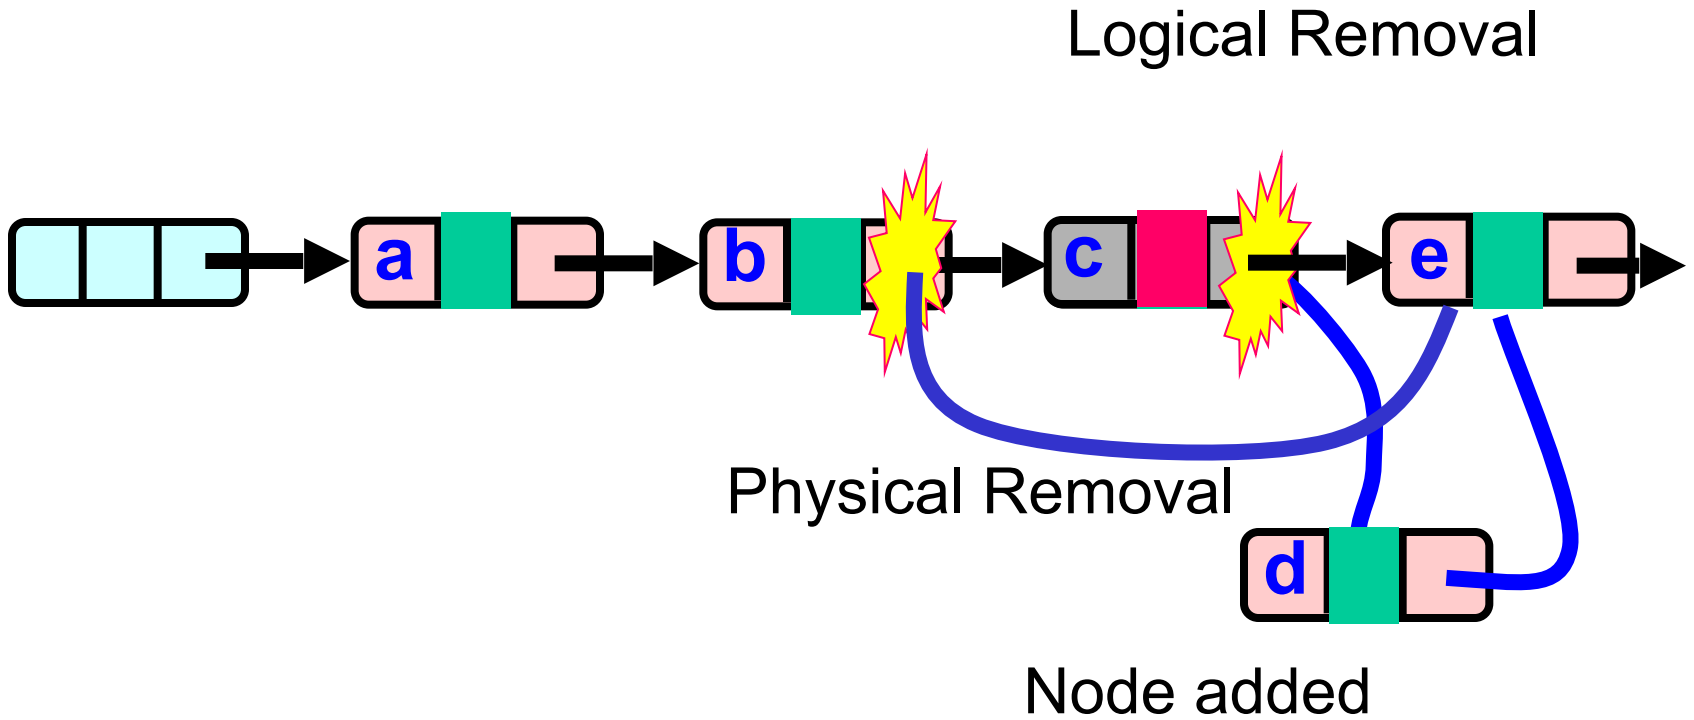 Logical Removal
a b c e
Physical Removal
d
Node added